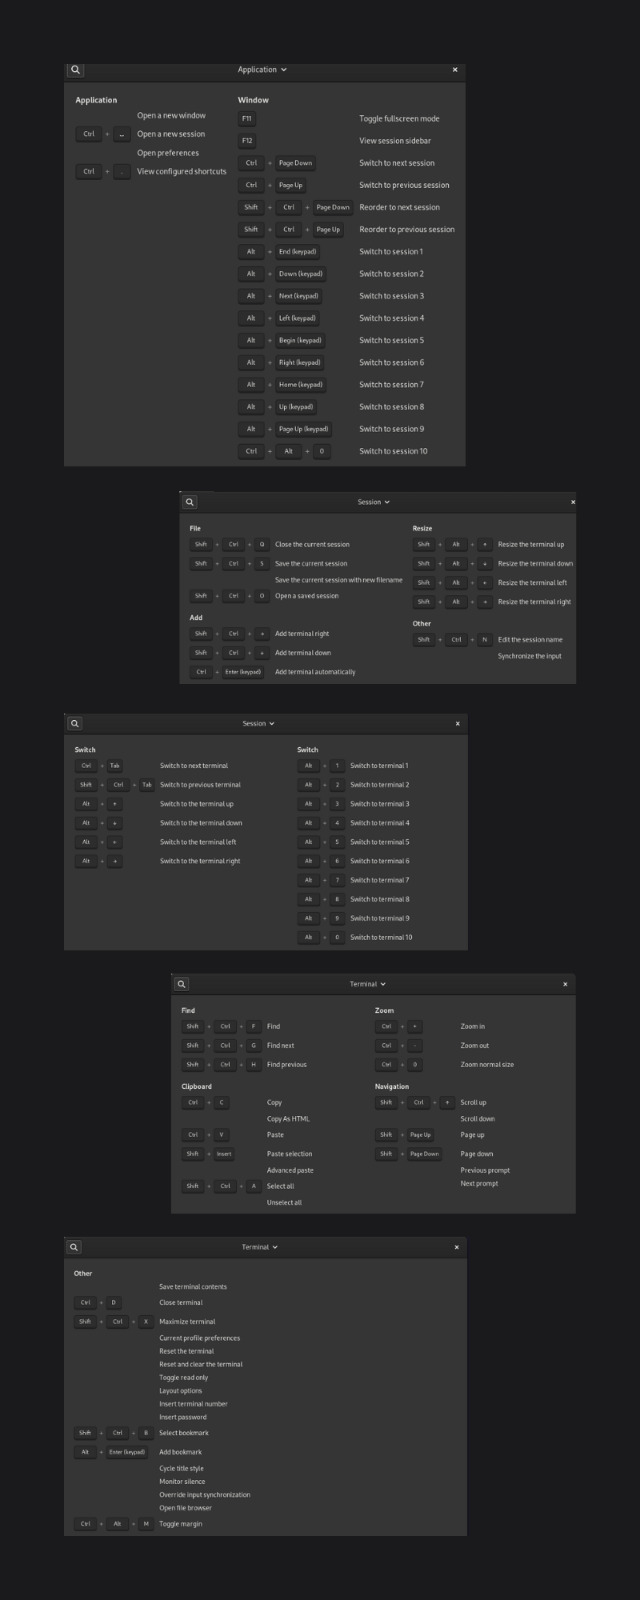 Application
Application
Open a new window
Ctrl + Open a new session
Open preferences
Ctrl + . View configured shortcuts
Window
F11 Toggle fullscreen mode
F12 View session sidebar
Ctrl + Page Down Switch to next session
Ctrl + Page Up Switch to previous session
Shift + Ctrl + Page Down Reorder to next session
Shift + Ctrl + Page Up Reorder to previous session
Alt + End (keypad) Switch to session 1
Alt + Down (keypad) Switch to session 2
Alt + Next (keypad) Switch to session 3
Alt + Left (keypad) Switch to session 4
Alt + Begin (keypad) Switch to session 5
Alt + Right (keypad) Switch to session 6
Alt + Home (keypad) Switch to session 7
Alt + Up (keypad) Switch to session 8
Alt + Page Up (keypad) Switch to session 9
Ctrl + Alt + 0 Switch to session 10
Session
File
Shift + Ctrl + Q Close the current session
Shift + Ctrl + S Save the current session
Save the current session with new filename
Shift + Ctrl + O Open a saved session
Add
Shift + Ctrl + Add terminal right
Shift + Ctrl + Add terminal down
Ctrl + Enter (keypad) Add terminal automatically
Resize
Shift + Alt + Resize the terminal up
Shift + Alt + Resize the terminal down
Shift + Alt + Resize the terminal left
Shift + Alt + Resize the terminal right
Other
Shift + Ctrl + N Edit the session name
Synchronize the input
Session
Switch
Ctrl + Tab Switch to next terminal
Shift + Ctrl + Tab Switch to previous terminal
Alt + Switch to the terminal up
Alt + Switch to the terminal down
Alt + Switch to the terminal left
Alt + Switch to the terminal right
Switch
Alt + 1 Switch to terminal 1
Alt + 2 Switch to terminal 2
Alt + 3 Switch to terminal 3
Alt + 4 Switch to terminal 4
Alt + 5 Switch to terminal 5
Alt + 6 Switch to terminal 6
Alt + 7 Switch to terminal 7
Alt + 8 Switch to terminal 8
Alt + 9 Switch to terminal 9
Alt + 0 Switch to terminal 10
Terminal
Find
Shift + Ctrl + F Find
Shift + Ctrl + G Find next
Shift + Ctrl + H Find previous
Clipboard
Ctrl + C Copy
Copy As HTML
Ctrl + V Paste
Shift + Insert Paste selection
Advanced paste
Shift + Ctrl + A Select all
Unselect all
Zoom
Ctrl + + Zoom in
Ctrl + - Zoom out
Ctrl + 0 Zoom normal size
Navigation
Shift + Ctrl + Scroll up
Scroll down
Shift + Page Up Page up
Shift + Page Down Page down
Previous prompt
Next prompt
Terminal
Other
Save terminal contents
Ctrl + D Close terminal
Shift + Ctrl + X Maximize terminal
Current profile preferences
Reset the terminal
Reset and clear the terminal
Toggle read only
Layout options
Insert terminal number
Insert password
Shift + Ctrl + B Select bookmark
Alt + Enter (keypad) Add bookmark
Cycle title style
Monitor silence
Override input synchronization
Open file browser
Ctrl + Alt + M Toggle margin